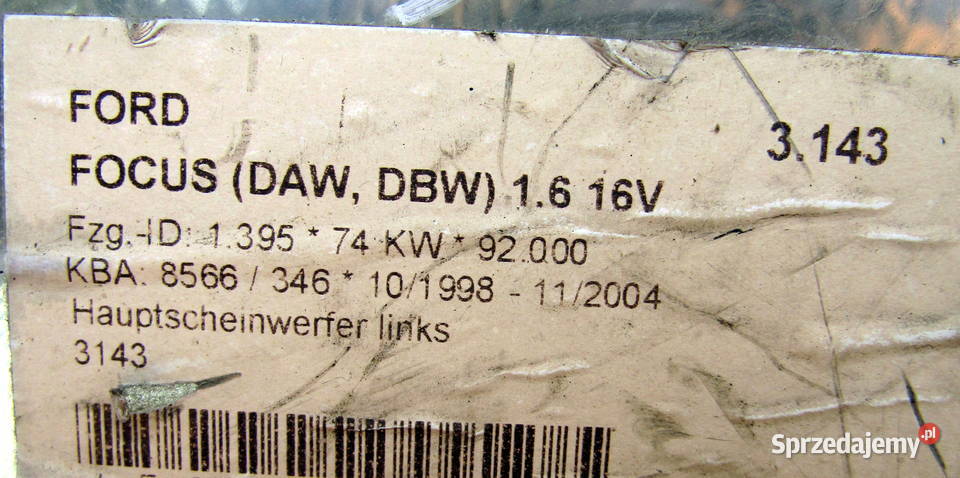 FORD
3.143
FOCUS (DAW, DBW) 1.6 16V
Fzg.-ID: 1.395 * 74 KW * 92.000
KBA: 8566 / 346 * 10/1998 - 11/2004
Hauptscheinwerfer links
3143
Sprzedajemy.pl